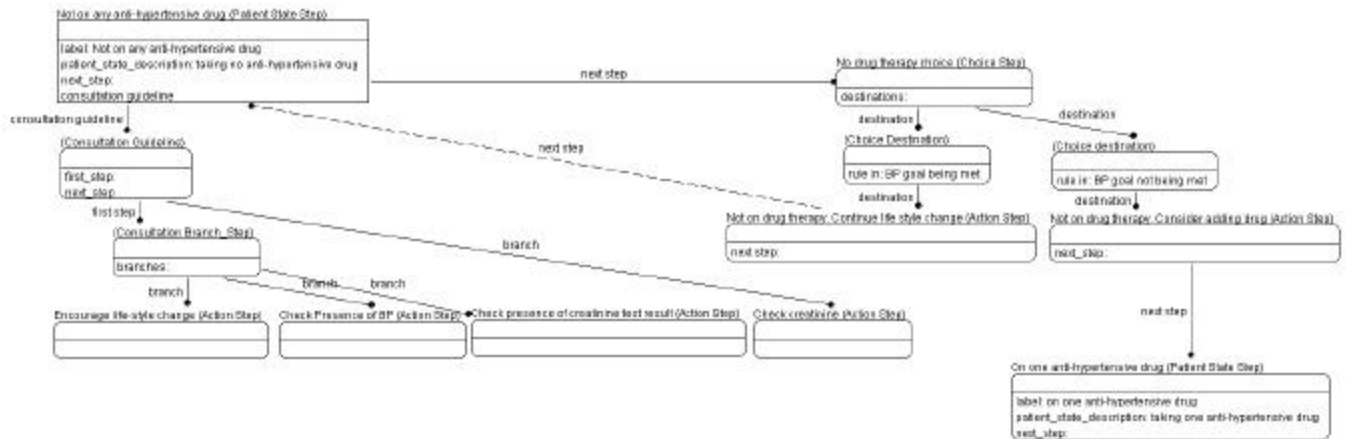 Not on any anti-hypertensive drug (Patient State Step)
label: Not on any anti-hypertensive drug
patient_state_description: taking no anti-hypertensive drug
next_step:
consultation guideline
next step
No drug therapy choice (Choice Step)
destinations:
consultation guideline
destination
destination
(Consultation Guideline)
first_step:
next_step
next step
(Choice Destination)
rule in: BP goal being met
(Choice destination)
rule in: BP goal not being met
destination
destination
first step
Not on drug therapy. Continue life style change (Action Step)
next step:
Not on drug therapy. Consider adding drug (Action Step)
next_step:
(Consultation Branch_Step)
branches:
branch
branch
branch
branch
Encourage life-style change (Action Step)
Check Presence of BP (Action Step)
Check presence of creatinine test result (Action Step)
Check creatinine (Action Step)
next step
On one anti-hypertensive drug (Patient State Step)
label: on one anti-hypertensive drug
patient_state_description: taking one anti-hypertensive drug
next_step: